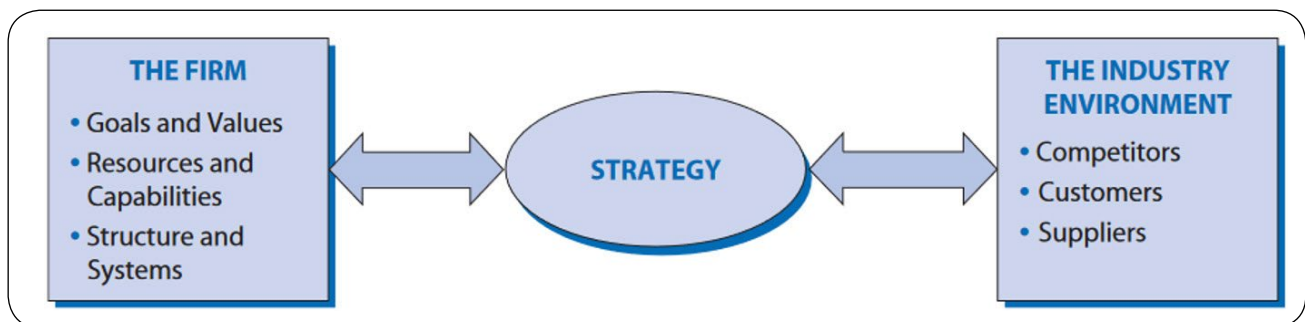 THE FIRM
• Goals and Values
• Resources and
Capabilities
• Structure and
Systems
STRATEGY
THE INDUSTRY
ENVIRONMENT
• Competitors
• Customers
• Suppliers